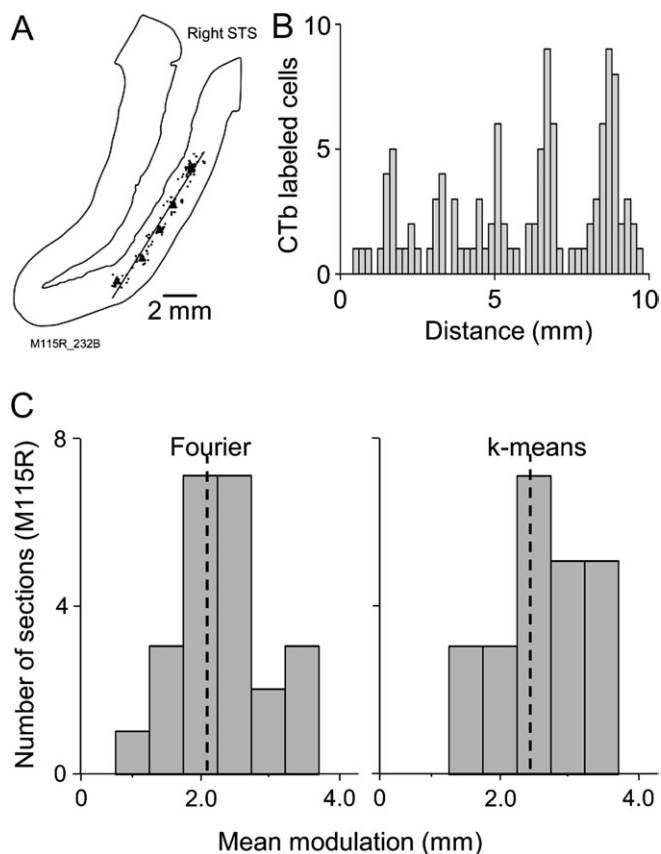 A
Right STS
2 mm
M115R_232B
B
CTb labeled cells
10
5
0
0
5
10
Distance (mm)
C
Number of sections (M115R)
8
4
0
Fourier
k-means
0
2.0
4.0
0
2.0
4.0
Mean modulation (mm)